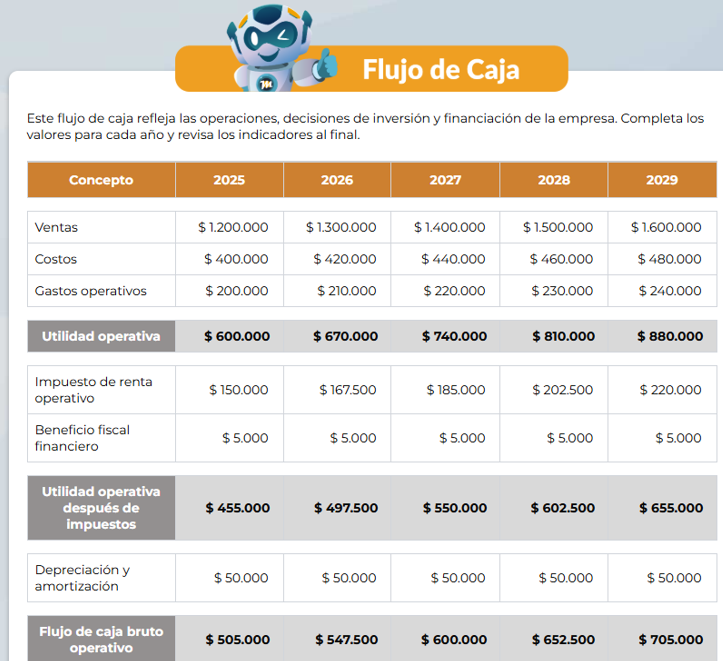 Flujo de Caja
Este flujo de caja refleja las operaciones, decisiones de inversión y financiación de la empresa. Completa los
valores para cada año y revisa los indicadores al final.
Concepto 2025 2026 2027 2028 2029
Ventas $ 1.200.000 $ 1.300.000 $ 1.400.000 $ 1.500.000 $ 1.600.000
Costos $ 400.000 $ 420.000 $ 440.000 $ 460.000 $ 480.000
Gastos operativos $ 200.000 $ 210.000 $ 220.000 $ 230.000 $ 240.000
Utilidad operativa $ 600.000 $ 670.000 $ 740.000 $ 810.000 $ 880.000
Impuesto de renta
operativo $ 150.000 $ 167.500 $ 185.000 $ 202.500 $ 220.000
Beneficio fiscal
financiero $ 5.000 $ 5.000 $ 5.000 $ 5.000 $ 5.000
Utilidad operativa
después de
impuestos $ 455.000 $ 497.500 $ 550.000 $ 602.500 $ 655.000
Depreciación y
amortización $ 50.000 $ 50.000 $ 50.000 $ 50.000 $ 50.000
Flujo de caja bruto
operativo $ 505.000 $ 547.500 $ 600.000 $ 652.500 $ 705.000